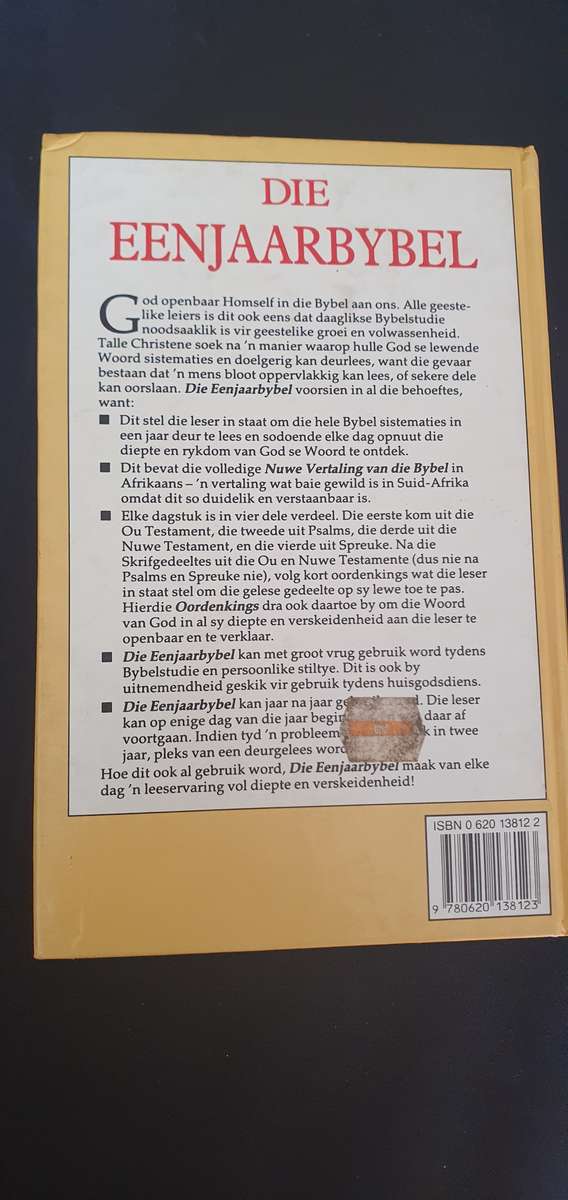 DIE
EENJAARBYBEL
God openbaar Homself in die Bybel aan ons. Alle geeste-
like leiers is dit ook eens dat daaglikse Bybelstudie
noodsaaklik is vir geestelike groei en volwassenheid.
Talle Christene soek na 'n manier waarop hulle God se lewende
Woord sistematies en doelgerig kan deurlees, want die gevaar
bestaan dat 'n mens bloot oppervlakkig kan lees, of sekere dele
kan oorslaan. Die Eenjaarbybel voorsien in al die behoeftes,
want:
■ Dit stel die leser in staat om die hele Bybel sistematies in
een jaar deur te lees en sodoende elke dag opnuut die
diepte en rykdom van God se Woord te ontdek.
■ Dit bevat die volledige Nuwe Vertaling van die Bybel in
Afrikaans – 'n vertaling wat baie gewild is in Suid-Afrika
omdat dit so duidelik en verstaanbaar is.
■ Elke dagstuk is in vier dele verdeel. Die eerste kom uit die
Ou Testament, die tweede uit Psalms, die derde uit die
Nuwe Testament, en die vierde uit Spreuke. Na die
Skrifgedeeltes uit die Ou en Nuwe Testamente (dus nie na
Psalms en Spreuke nie), volg kort oordenkings wat die leser
in staat stel om die gelese gedeelte op sy lewe toe te pas.
Hierdie Oordenkings dra ook daartoe by om die Woord
van God in al sy diepte en verskeidenheid aan die leser te
openbaar en te verklaar.
■ Die Eenjaarbybel kan met groot vrug gebruik word tydens
Bybelstudie en persoonlike stiltye. Dit is ook by
uitnemendheid geskik vir gebruik tydens huisgodsdiens.
■ Die Eenjaarbybel kan jaar na jaar Die leser
kan op enige dag van die jaar daar af
voortgaan. Indien tyd 'n probleem in twee
jaar, pleks van een deurgelees
Hoe dit ook al gebruik word, Die Eenjaarbybel maak van elke
dag 'n leeservaring vol diepte en verskeidenheid!
ISBN 0 620 13812 2
9 780620 138123